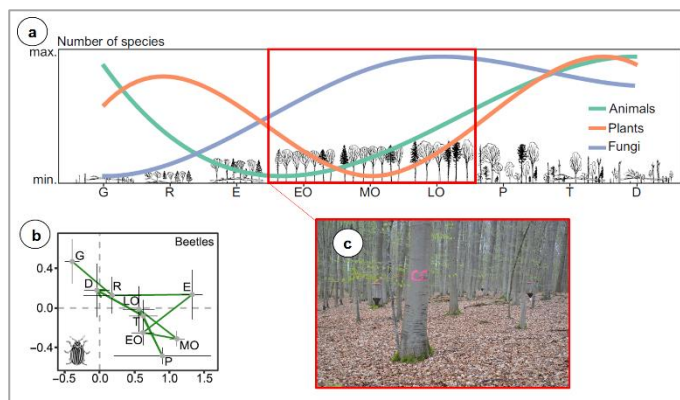 a
Number of species
max.
min.
Animals
Plants
Fungi
G R E EO MO LO P T D
b
Beetles
0.4
0.0
-0.4
G
D R E
LO
T
EO MO
P
-0.5 0.0 0.5 1.0 1.5
c